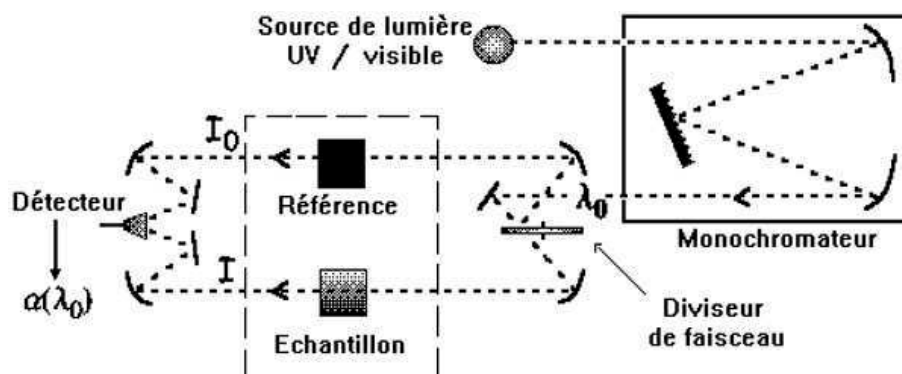 Source de lumière
UV / visible
I₀
Référence
Détecteur
λ₀
Monochromateur
I
α(λ₀)
Echantillon
Diviseur
de faisceau